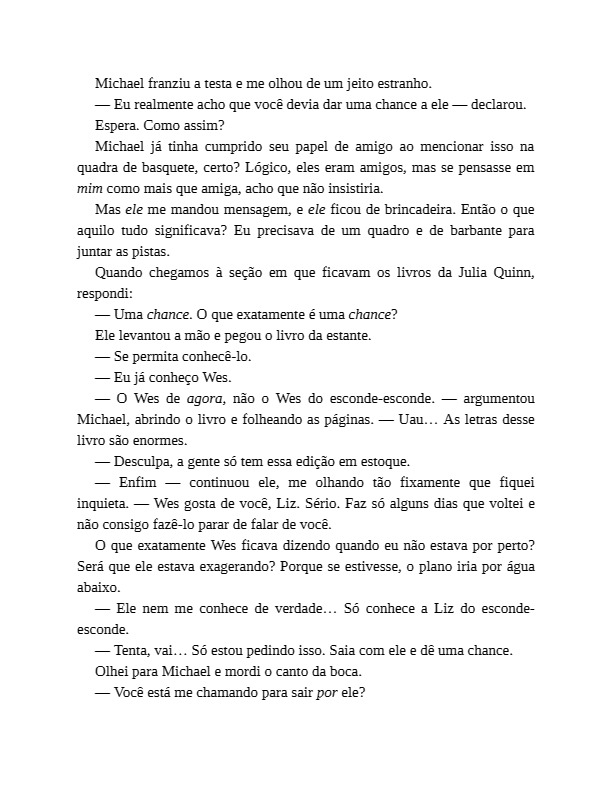 Michael franziu a testa e me olhou de um jeito estranho.
— Eu realmente acho que você devia dar uma chance a ele — declarou.
Espera. Como assim?
Michael já tinha cumprido seu papel de amigo ao mencionar isso na
quadra de basquete, certo? Lógico, eles eram amigos, mas se pensasse em
mim como mais que amiga, acho que não insistiria.
Mas ele me mandou mensagem, e ele ficou de brincadeira. Então o que
aquilo tudo significava? Eu precisava de um quadro e de barbante para
juntar as pistas.
Quando chegamos à seção em que ficavam os livros da Julia Quinn,
respondi:
— Uma chance. O que exatamente é uma chance?
Ele levantou a mão e pegou o livro da estante.
— Se permita conhecê-lo.
— Eu já conheço Wes.
— O Wes de agora, não o Wes do esconde-esconde. — argumentou
Michael, abrindo o livro e folheando as páginas. — Uau… As letras desse
livro são enormes.
— Desculpa, a gente só tem essa edição em estoque.
— Enfim — continuou ele, me olhando tão fixamente que fiquei
inquieta. — Wes gosta de você, Liz. Sério. Faz só alguns dias que voltei e
não consigo fazê-lo parar de falar de você.
O que exatamente Wes ficava dizendo quando eu não estava por perto?
Será que ele estava exagerando? Porque se estivesse, o plano iria por água
abaixo.
— Ele nem me conhece de verdade… Só conhece a Liz do esconde-
esconde.
— Tenta, vai… Só estou pedindo isso. Saia com ele e dê uma chance.
Olhei para Michael e mordi o canto da boca.
— Você está me chamando para sair por ele?